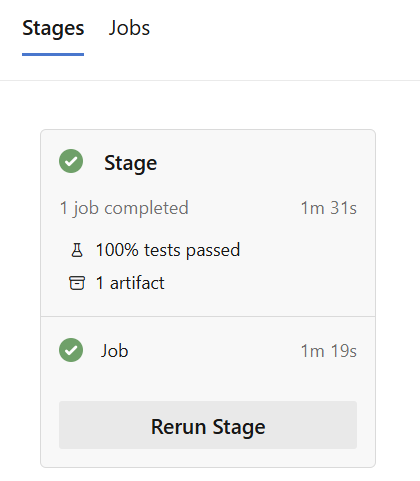 Stages Jobs
Stage
1 job completed 1m 31s
100% tests passed
1 artifact
Job 1m 19s
Rerun Stage